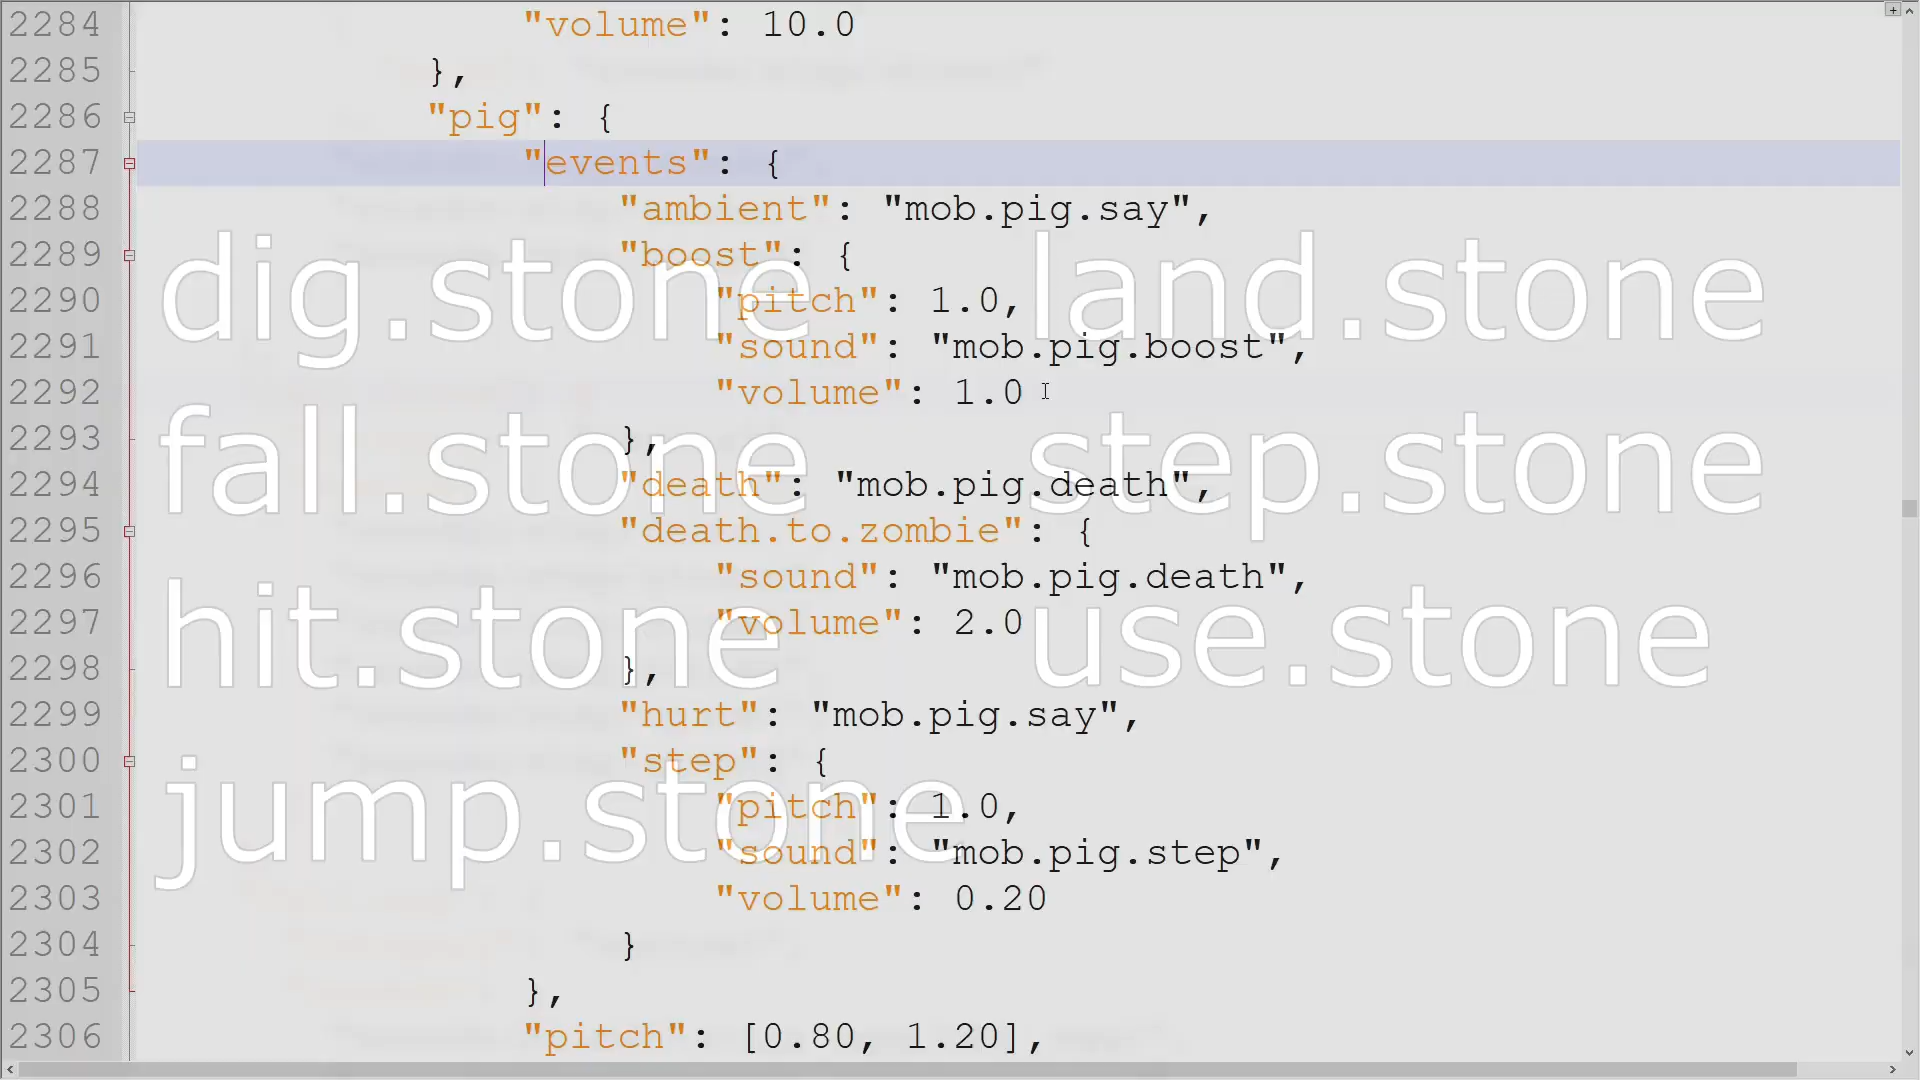 2284 "volume": 10.0
2285 },
2286 "pig": {
2287 "events": {
2288 "ambient": "mob.pig.say",
2289 "boost": {
2290 "pitch": 1.0,
2291 "sound": "mob.pig.boost",
2292 "volume": 1.0
2293 },
2294 "death": "mob.pig.death",
2295 "death.to.zombie": {
2296 "sound": "mob.pig.death",
2297 "volume": 2.0
2298 },
2299 "hurt": "mob.pig.say",
2300 "step": {
2301 "pitch": 1.0,
2302 "sound": "mob.pig.step",
2303 "volume": 0.20
2304 }
2305 },
2306 "pitch": [0.80, 1.20],
dig.stone
fall.stone
hit.stone
jump.stone
land.stone
step.stone
use.stone